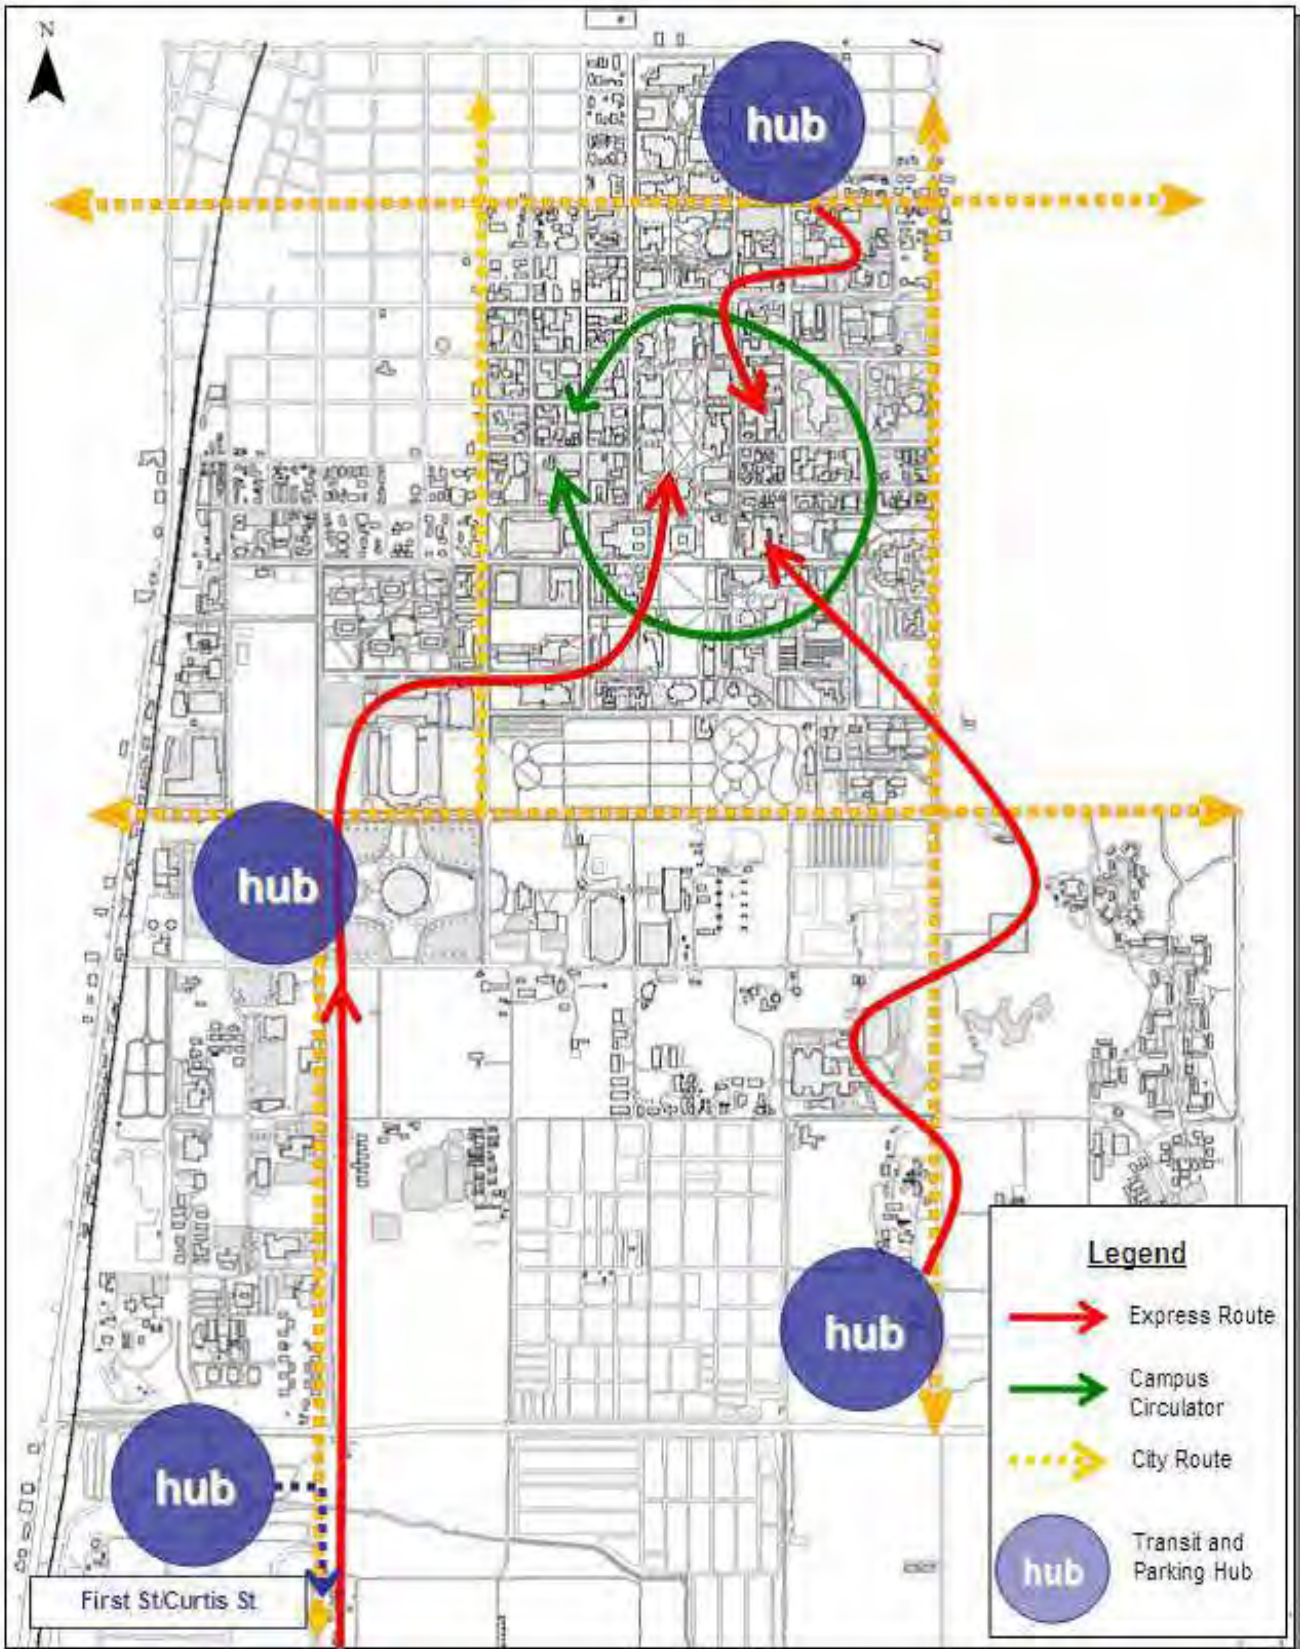 N
hub
hub
hub
hub
First St/Curtis St
Legend
Express Route
Campus
Circulator
City Route
hub
Transit and
Parking Hub